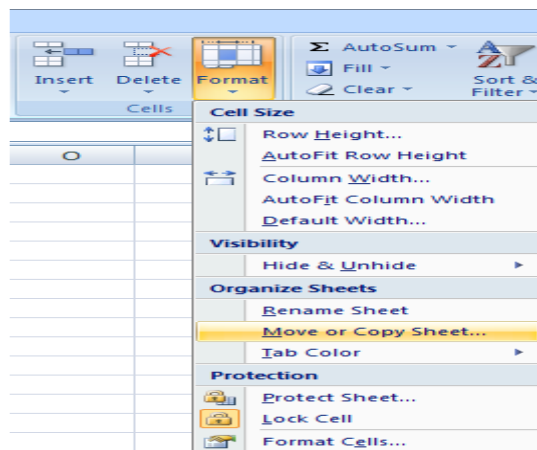 Insert Delete Format
Σ AutoSum
Fill
Clear
Sort &
Filter
Cells
Cell Size
Row Height...
AutoFit Row Height
Column Width...
AutoFit Column Width
Default Width...
Visibility
Hide & Unhide
Organize Sheets
Rename Sheet
Move or Copy Sheet...
Tab Color
Protection
Protect Sheet...
Lock Cell
Format Cells...
O